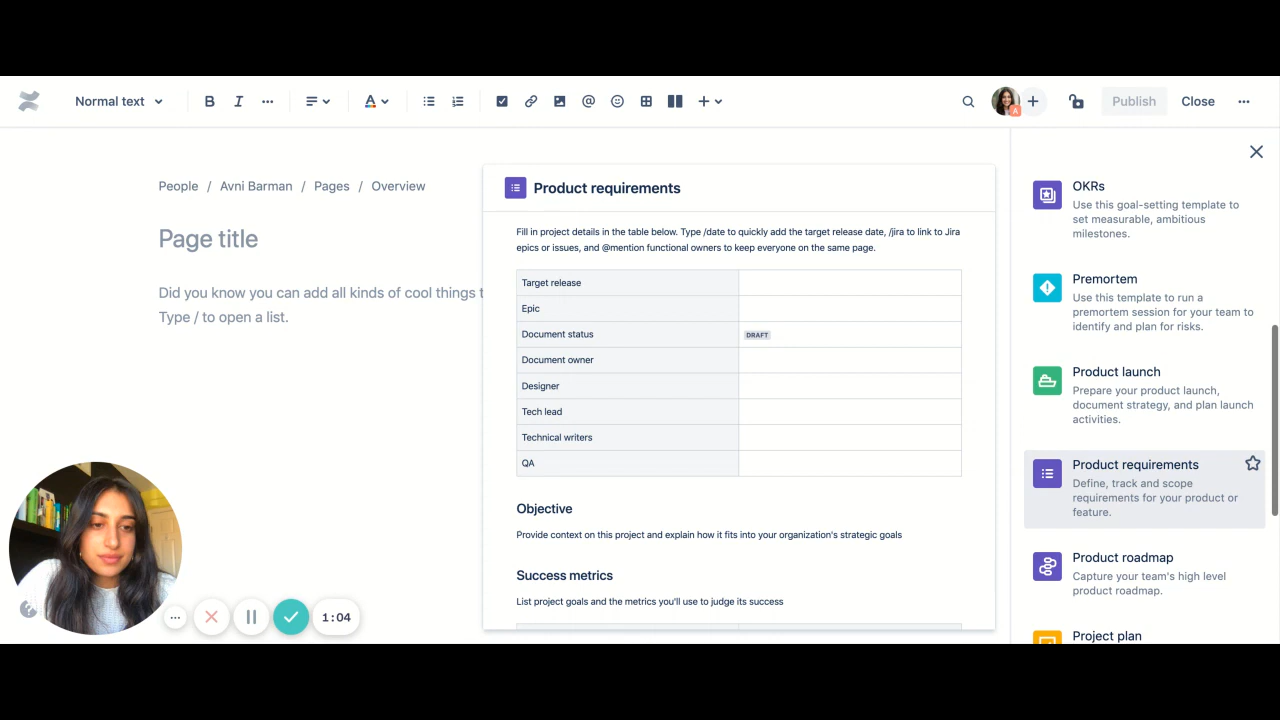 Normal text
B
I
A
Publish
Close
A
People / Avni Barman / Pages / Overview
Page title
Did you know you can add all kinds of cool things t
Type / to open a list.
Product requirements
Fill in project details in the table below. Type /date to quickly add the target release date, /jira to link to Jira
epics or issues, and @mention functional owners to keep everyone on the same page.
Target release
Epic
Document status
DRAFT
Document owner
Designer
Tech lead
Technical writers
QA
Objective
Provide context on this project and explain how it fits into your organization's strategic goals
Success metrics
List project goals and the metrics you'll use to judge its success
OKRs
Use this goal-setting template to
set measurable, ambitious
milestones.
Premortem
Use this template to run a
premortem session for your team to
identify and plan for risks.
Product launch
Prepare your product launch,
document strategy, and plan launch
activities.
Product requirements
Define, track and scope
requirements for your product or
feature.
Product roadmap
Capture your team's high level
product roadmap.
Project plan
1:04